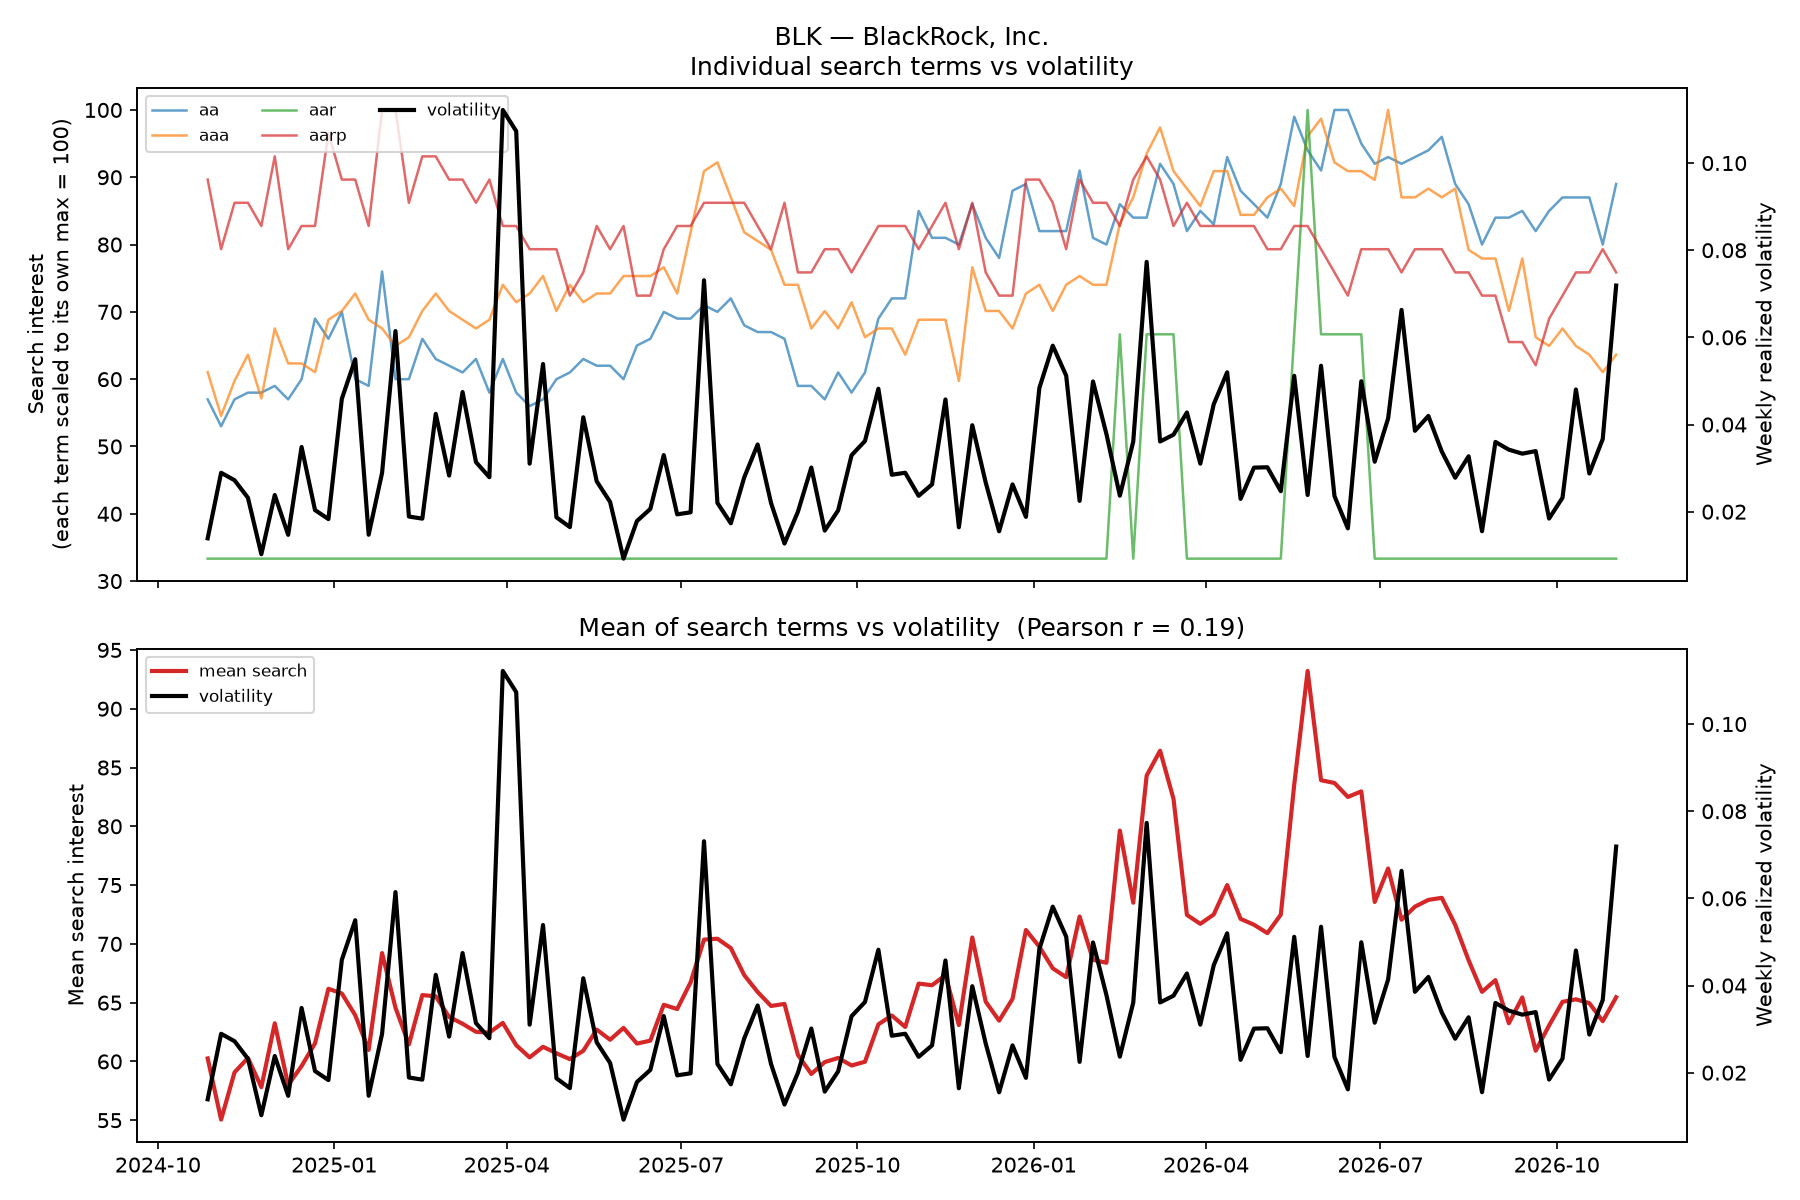 BLK — BlackRock, Inc.
Individual search terms vs volatility
aa
aaa
aar
aarp
volatility
Search interest
(each term scaled to its own max = 100)
100
90
80
70
60
50
40
30
0.10
0.08
0.06
0.04
0.02
Weekly realized volatility
Mean of search terms vs volatility  (Pearson r = 0.19)
mean search
volatility
Mean search interest
95
90
85
80
75
70
65
60
55
0.10
0.08
0.06
0.04
0.02
Weekly realized volatility
2024-10 2025-01 2025-04 2025-07 2025-10 2026-01 2026-04 2026-07 2026-10